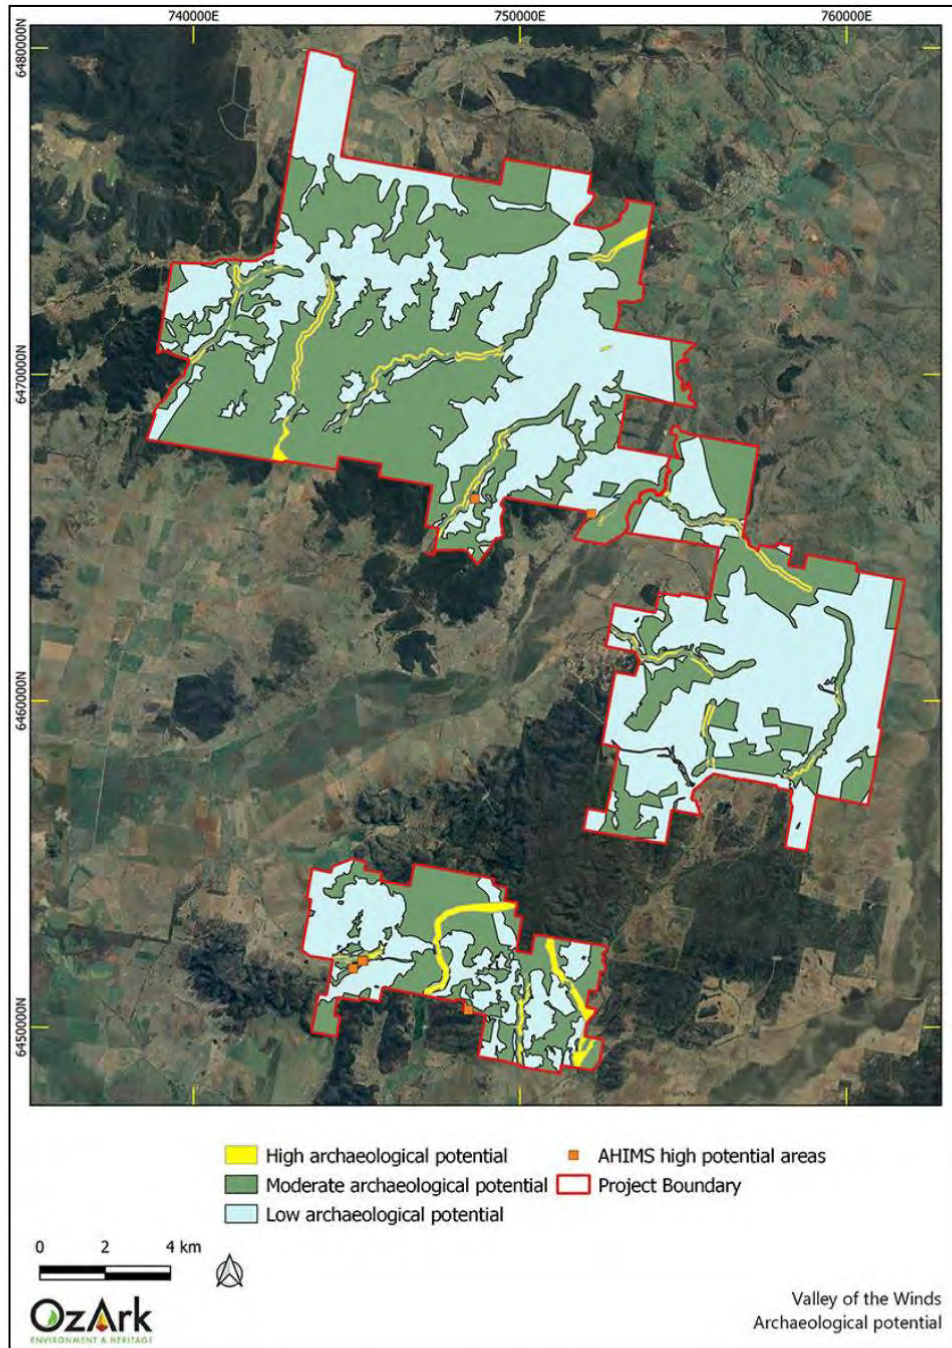 740000E 750000E 760000E
6480000N
6470000N
6460000N
6450000N
High archaeological potential
AHIMS high potential areas
Moderate archaeological potential
Project Boundary
Low archaeological potential
0 2 4 km
OzArk
ENVIRONMENT & HERITAGE
Valley of the Winds
Archaeological potential